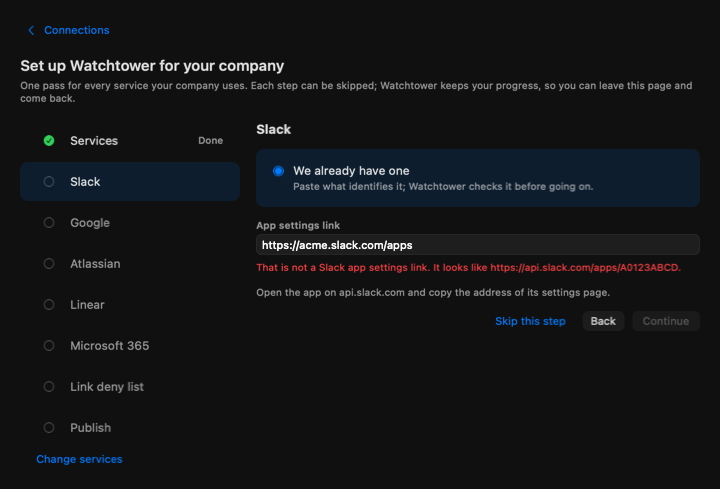 Connections
Set up Watchtower for your company
One pass for every service your company uses. Each step can be skipped; Watchtower keeps your progress, so you can leave this page and
come back.
Services
Done
Slack
Google
Atlassian
Linear
Microsoft 365
Link deny list
Publish
Change services
Slack
We already have one
Paste what identifies it; Watchtower checks it before going on.
App settings link
https://acme.slack.com/apps
That is not a Slack app settings link. It looks like https://api.slack.com/apps/A0123ABCD.
Open the app on api.slack.com and copy the address of its settings page.
Skip this step
Back
Continue